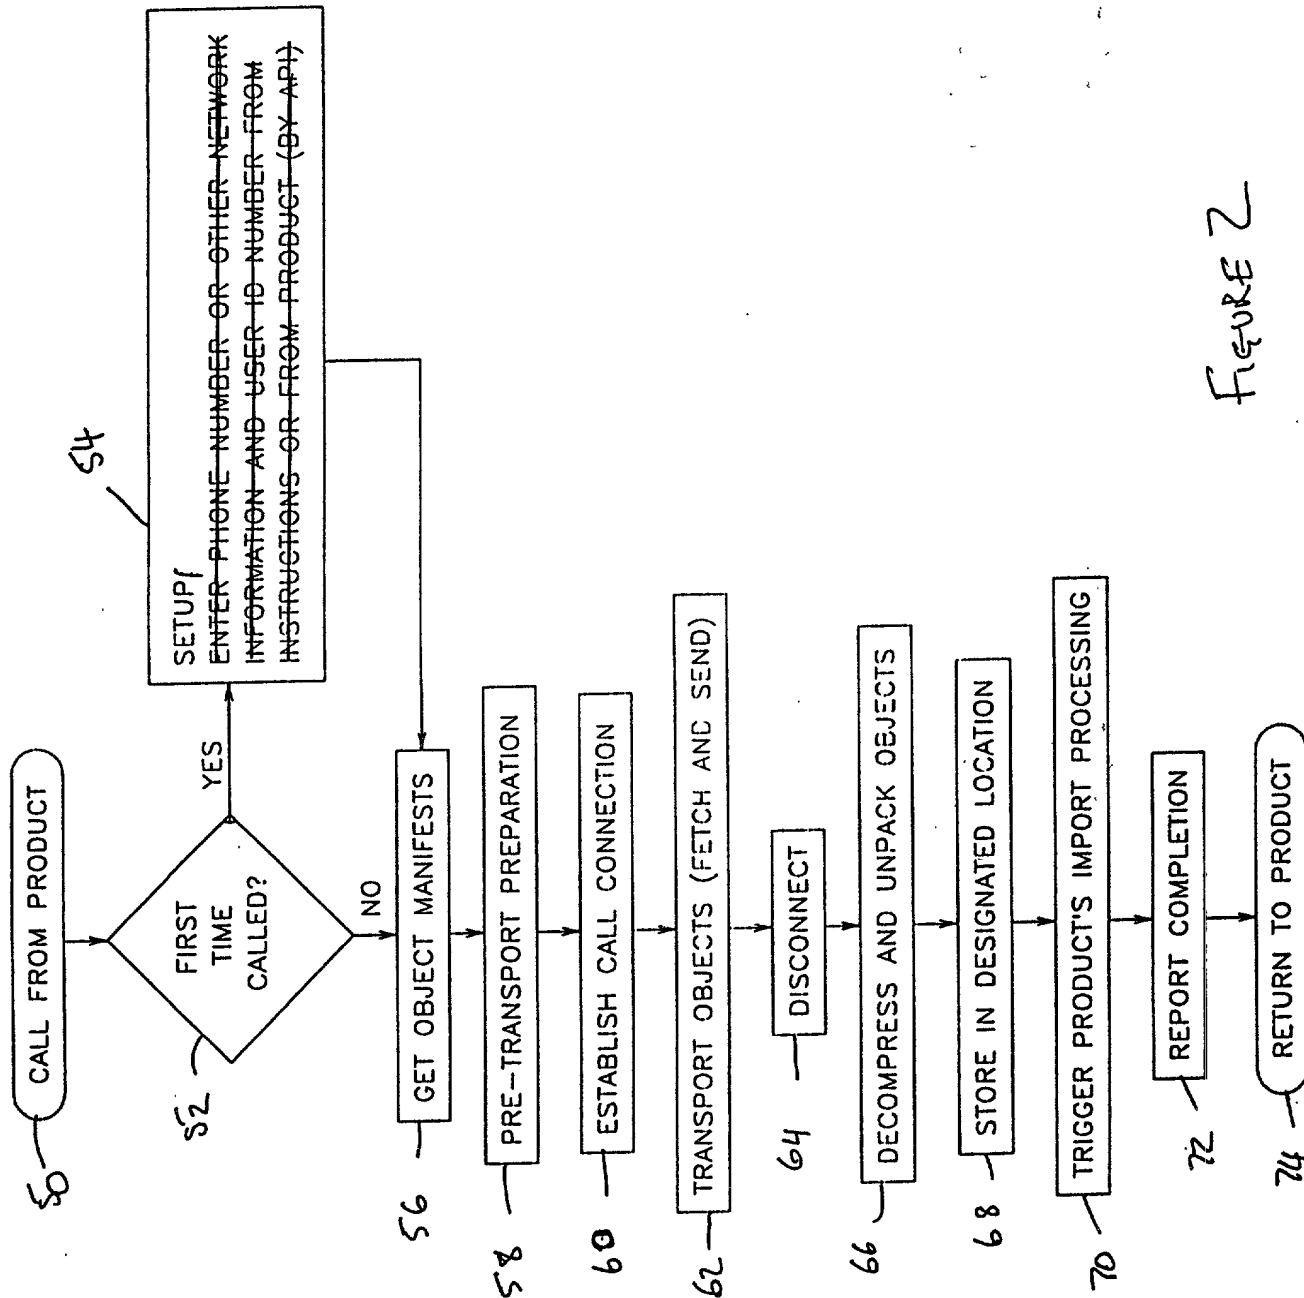 50
CALL FROM PRODUCT
52
FIRST
TIME
CALLED?
YES
NO
54
SETUP
ENTER PHONE NUMBER OR OTHER NETWORK
INFORMATION AND USER ID NUMBER FROM
INSTRUCTIONS OR FROM PRODUCT (BY API)
56
GET OBJECT MANIFESTS
58
PRE-TRANSPORT PREPARATION
60
ESTABLISH CALL CONNECTION
62
TRANSPORT OBJECTS (FETCH AND SEND)
64
DISCONNECT
66
DECOMPRESS AND UNPACK OBJECTS
68
STORE IN DESIGNATED LOCATION
70
TRIGGER PRODUCT'S IMPORT PROCESSING
72
REPORT COMPLETION
74
RETURN TO PRODUCT
FIGURE 2